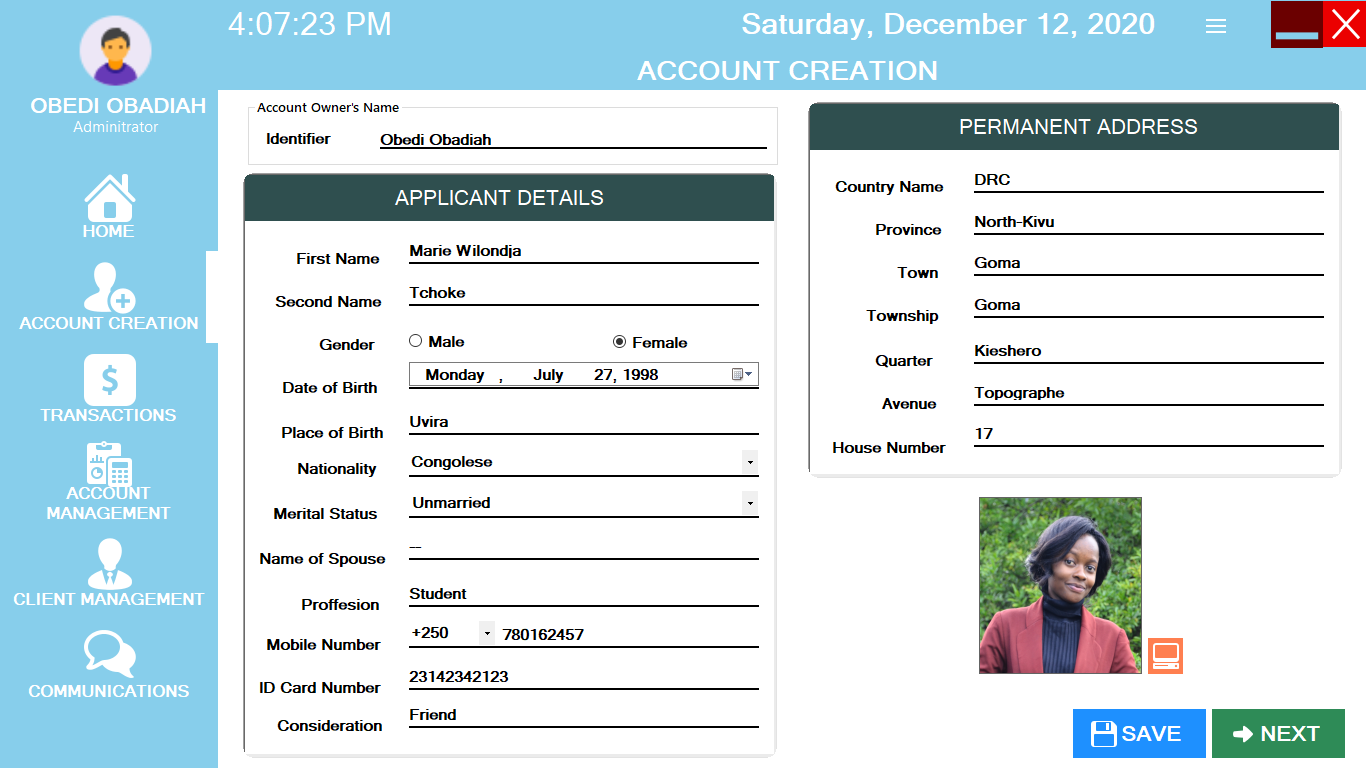 4:07:23 PM
Saturday, December 12, 2020
ACCOUNT CREATION
OBEDI OBADIAH
Adminitrator
HOME
ACCOUNT CREATION
TRANSACTIONS
ACCOUNT
MANAGEMENT
CLIENT MANAGEMENT
COMMUNICATIONS
Account Owner's Name
Identifier Obedi Obadiah
APPLICANT DETAILS
First Name Marie Wilondja
Second Name Tchoke
Gender Male Female
Date of Birth Monday , July 27, 1998
Place of Birth Uvira
Nationality Congolese
Merital Status Unmarried
Name of Spouse --
Proffesion Student
Mobile Number +250 780162457
ID Card Number 23142342123
Consideration Friend
PERMANENT ADDRESS
Country Name DRC
Province North-Kivu
Town Goma
Township Goma
Quarter Kieshero
Avenue Topographe
House Number 17
SAVE
NEXT